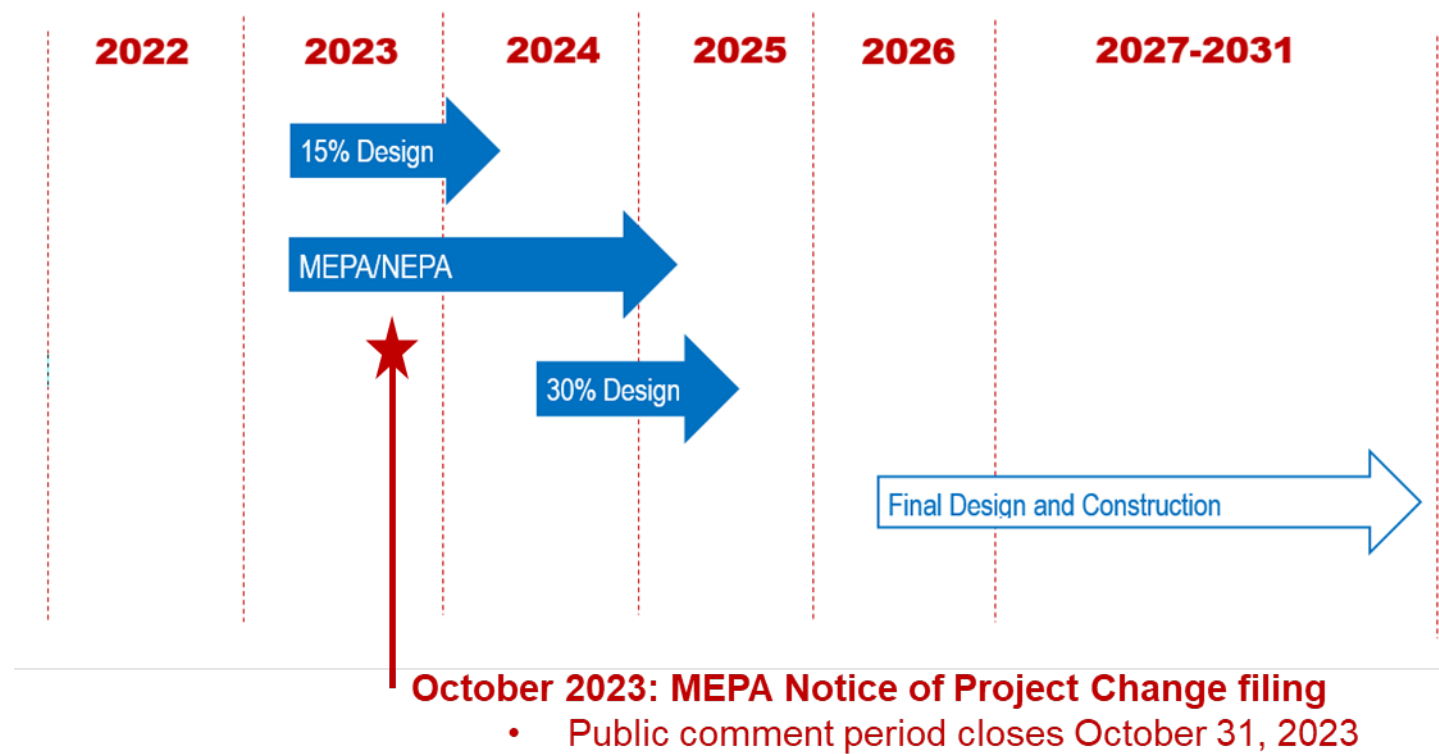 2022 2023 2024 2025 2026 2027-2031
15% Design
MEPA/NEPA
30% Design
Final Design and Construction
October 2023: MEPA Notice of Project Change filing
• Public comment period closes October 31, 2023